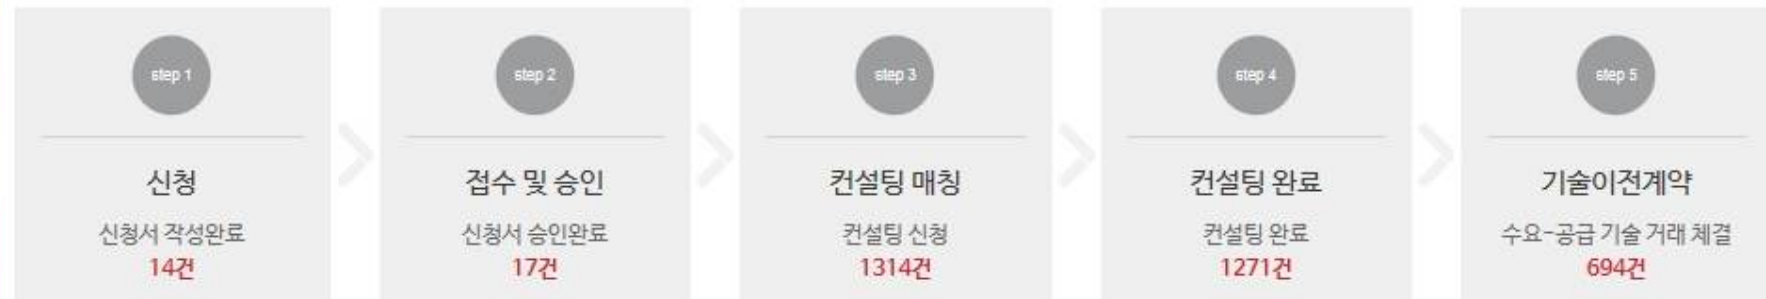 step 1
신청
신청서 작성완료
14건
step 2
접수 및 승인
신청서 승인완료
17건
step 3
컨설팅 매칭
컨설팅 신청
1314건
step 4
컨설팅 완료
컨설팅 완료
1271건
step 5
기술이전계약
수요-공급 기술 거래 체결
694건